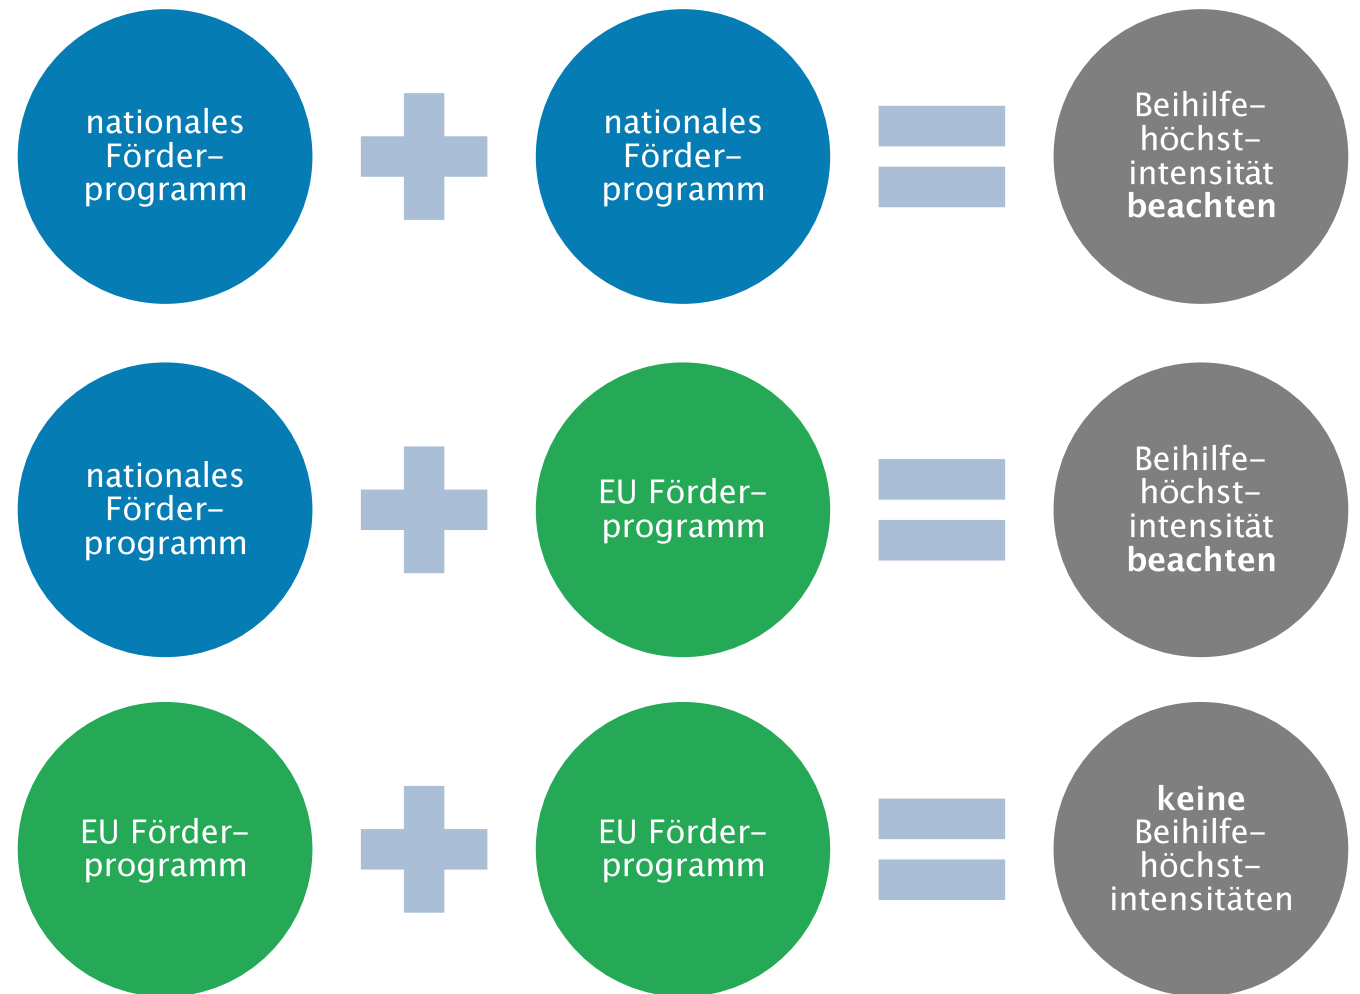 nationales
Förder-
programm
nationales
Förder-
programm
Beihilfe-
höchst-
intensität
beachten
nationales
Förder-
programm
EU Förder-
programm
Beihilfe-
höchst-
intensität
beachten
EU Förder-
programm
EU Förder-
programm
keine
Beihilfe-
höchst-
intensitäten